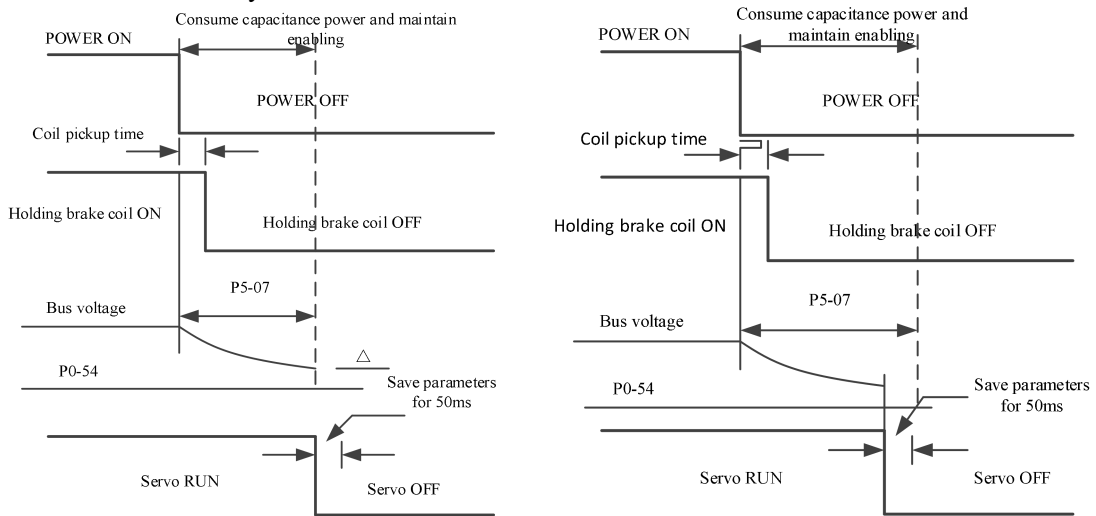 Consume capacitance power and maintain
enabling
POWER ON
POWER OFF
Coil pickup time
Holding brake coil ON
Holding brake coil OFF
P5-07
Bus voltage
△
P0-54
Save parameters
for 50ms
Servo RUN
Servo OFF
Consume capacitance power and
maintain enabling
POWER ON
POWER OFF
Coil pickup time
Holding brake coil ON
Holding brake coil OFF
P5-07
Bus voltage
P0-54
Save parameters
for 50ms
Servo RUN
Servo OFF